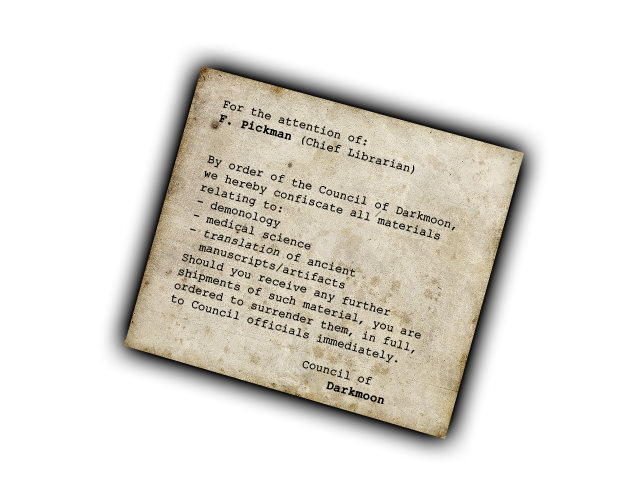 For the attention of:
F. Pickman (Chief Librarian)
By order of the Council of Darkmoon,
we hereby confiscate all materials
relating to:
- demonology
- medical science
- translation of ancient
manuscripts/artifacts
Should you receive any further
shipments of such material, you are
ordered to surrender them, in full,
to Council officials immediately.
Council of
Darkmoon